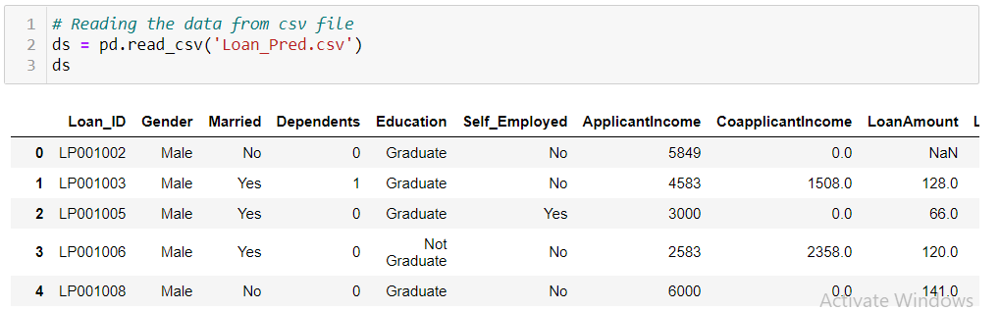 1 # Reading the data from csv file
2 ds = pd.read_csv('Loan_Pred.csv')
3 ds
Loan_ID Gender Married Dependents Education Self_Employed ApplicantIncome CoapplicantIncome LoanAmount L
0 LP001002 Male No 0 Graduate No 5849 0.0 NaN
1 LP001003 Male Yes 1 Graduate No 4583 1508.0 128.0
2 LP001005 Male Yes 0 Graduate Yes 3000 0.0 66.0
3 LP001006 Male Yes 0 Not Graduate No 2583 2358.0 120.0
4 LP001008 Male No 0 Graduate No 6000 0.0 141.0
Activate Windows